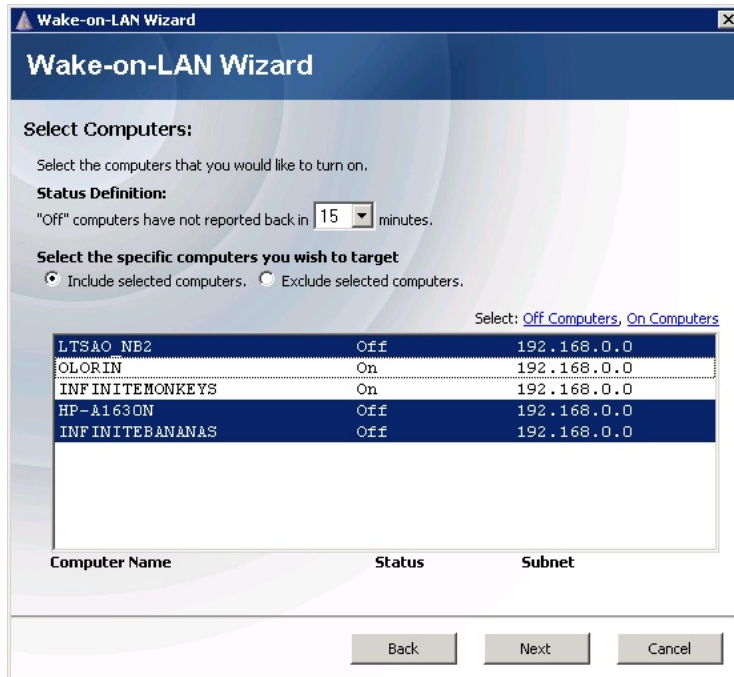 Wake-on-LAN Wizard
Wake-on-LAN Wizard
Select Computers:
Select the computers that you would like to turn on.
Status Definition:
"Off" computers have not reported back in 15 minutes.
Select the specific computers you wish to target
Include selected computers. Exclude selected computers.
Select: Off Computers, On Computers
LTSAO_NB2 Off 192.168.0.0
OLORIN On 192.168.0.0
INFINITEMONKEYS On 192.168.0.0
HP-A1630N Off 192.168.0.0
INFINITEBANANAS Off 192.168.0.0
Computer Name Status Subnet
Back Next Cancel